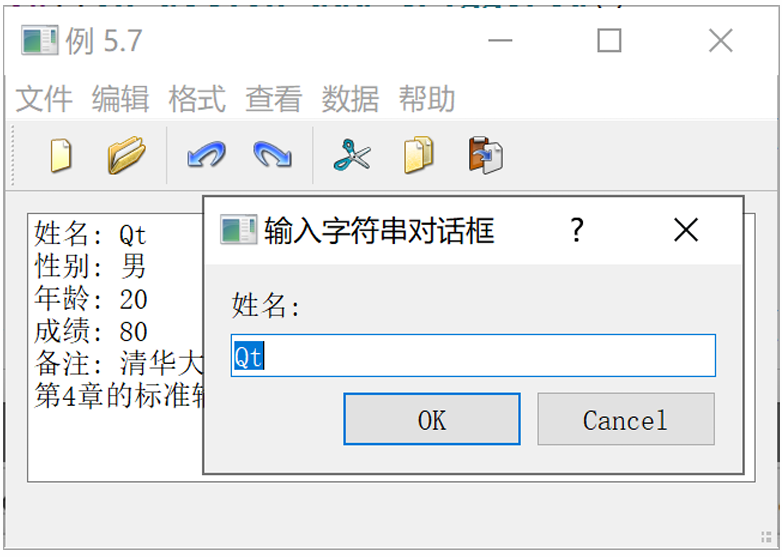 例 5.7
文件 编辑 格式 查看 数据 帮助
姓名: Qt
性别: 男
年龄: 20
成绩: 80
备注: 清华大
第4章的标准
输入字符串对话框
姓名:
Qt
OK Cancel